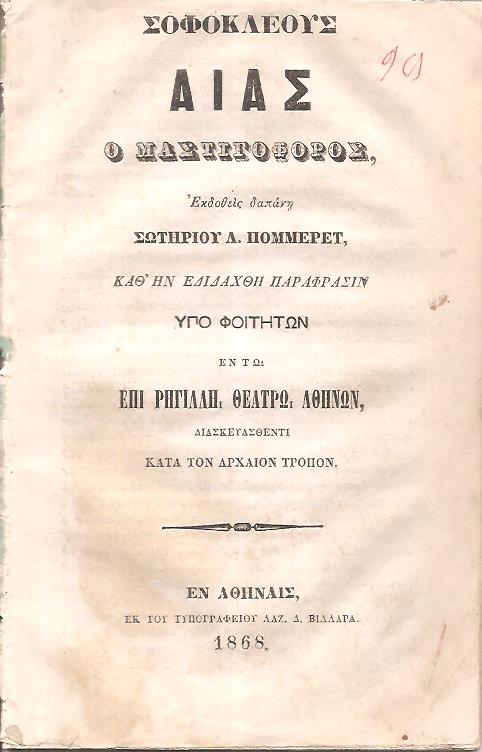 ΣΟΦΟΚΛΕΟΥΣ
ΑΙΑΣ
Ο ΜΑΣΤΙΓΟΦΟΡΟΣ,
Ἐκδοθεὶς δαπάνῃ
ΣΩΤΗΡΙΟΥ Λ. ΠΟΜΜΕΡΕΤ,
ΚΑΘ' ΗΝ ΕΔΙΔΑΧΘΗ ΠΑΡΑΦΡΑΣΙΝ
ΥΠΟ ΦΟΙΤΗΤΩΝ
ΕΝ ΤΩι
ΕΠΙ ΡΗΓΙΛΛΗι ΘΕΑΤΡΩι ΑΘΗΝΩΝ,
ΔΙΑΣΚΕΥΑΣΘΕΝΤΙ
ΚΑΤΑ ΤΟΝ ΑΡΧΑΙΟΝ ΤΡΟΠΟΝ.
ΕΝ ΑΘΗΝΑΙΣ,
ΕΚ ΤΟΥ ΤΥΠΟΓΡΑΦΕΙΟΥ ΛΑΖ. Δ. ΒΙΛΛΑΡΑ.
1868.